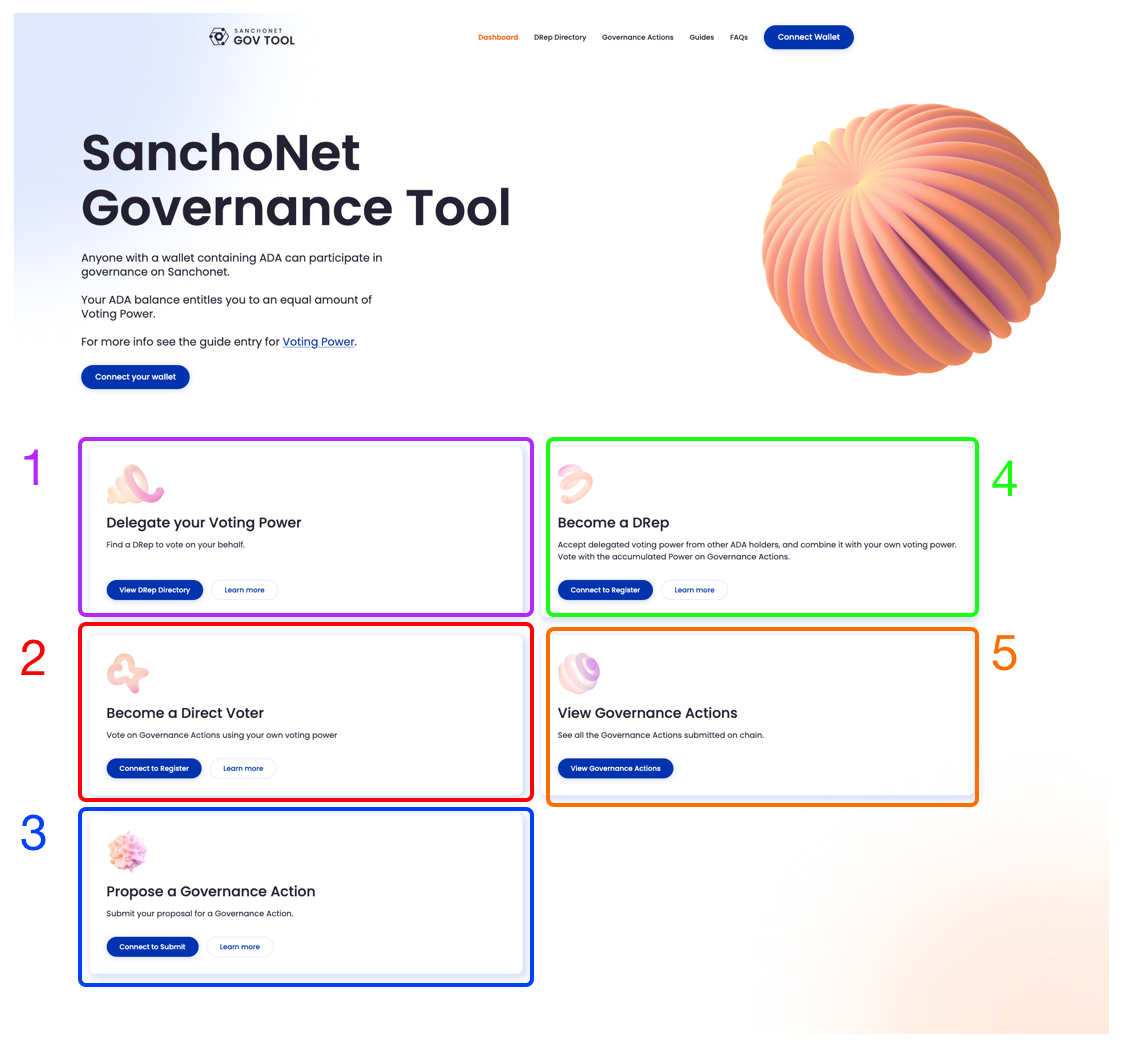 SANCHONET
GOV TOOL
Dashboard
DRep Directory
Governance Actions
Guides
FAQs
Connect Wallet
SanchoNet
Governance Tool
Anyone with a wallet containing ADA can participate in
governance on Sanchonet.
Your ADA balance entitles you to an equal amount of
Voting Power.
For more info see the guide entry for Voting Power.
Connect your wallet
1
Delegate your Voting Power
Find a DRep to vote on your behalf.
View DRep Directory
Learn more
4
Become a DRep
Accept delegated voting power from other ADA holders, and combine it with your own voting power.
Vote with the accumulated Power on Governance Actions.
Connect to Register
Learn more
2
Become a Direct Voter
Vote on Governance Actions using your own voting power
Connect to Register
Learn more
5
View Governance Actions
See all the Governance Actions submitted on chain.
View Governance Actions
3
Propose a Governance Action
Submit your proposal for a Governance Action.
Connect to Submit
Learn more